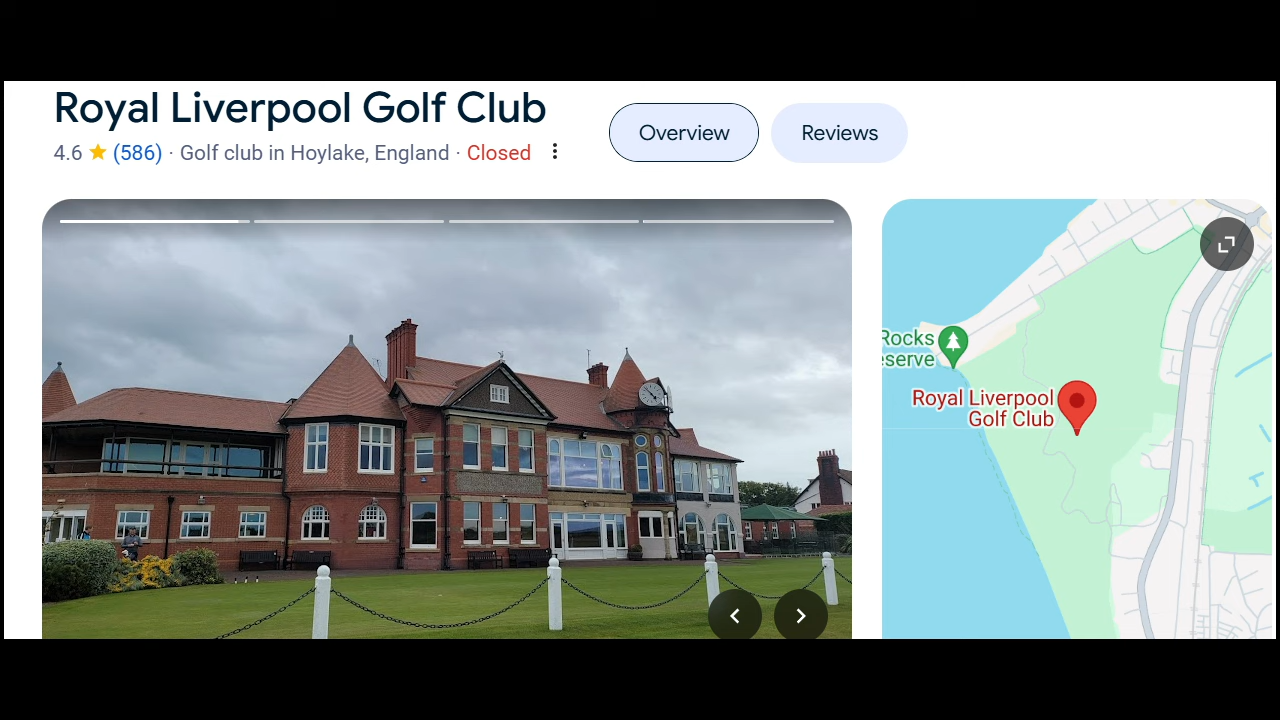 Royal Liverpool Golf Club
4.6 ★ (586) · Golf club in Hoylake, England · Closed
Overview
Reviews
Rocks
eserve
Royal Liverpool
Golf Club